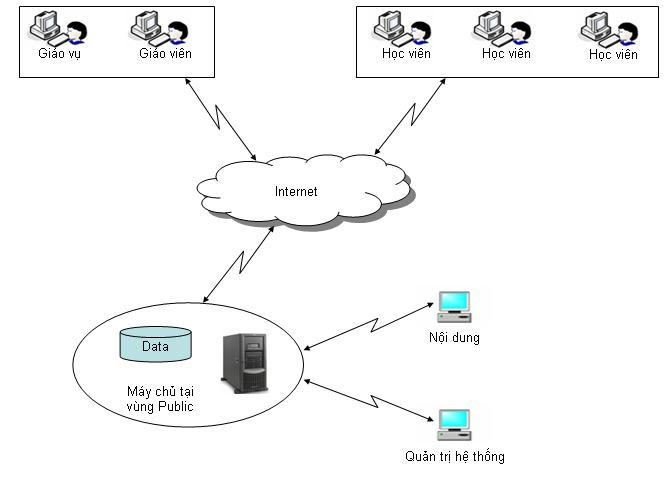 Giáo vụ
Giáo viên
Học viên
Học viên
Học viên
Internet
Data
Máy chủ tại
vùng Public
Nội dung
Quản trị hệ thống